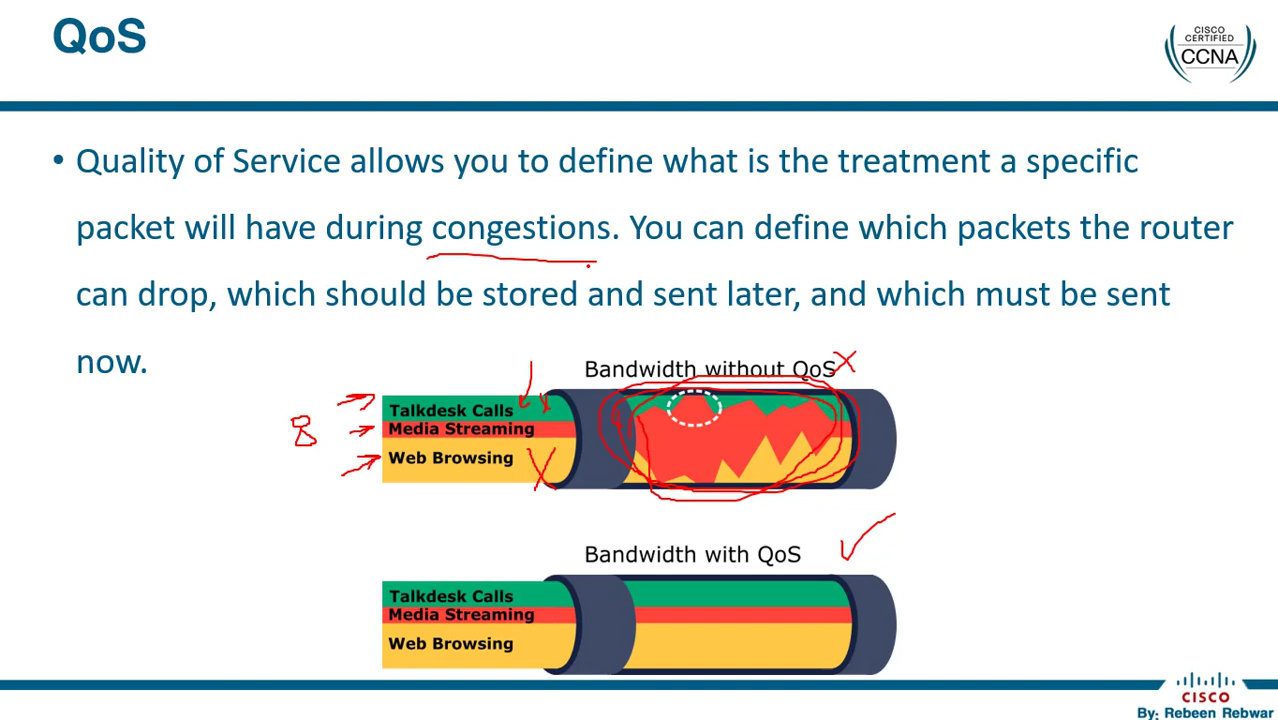 QoS
CISCO
CERTIFIED
CCNA
• Quality of Service allows you to define what is the treatment a specific
packet will have during congestions. You can define which packets the router
can drop, which should be stored and sent later, and which must be sent
now.
Bandwidth without QoS
Talkdesk Calls
Media Streaming
Web Browsing
Bandwidth with QoS
Talkdesk Calls
Media Streaming
Web Browsing
CISCO
By: Rebeen Rebwar